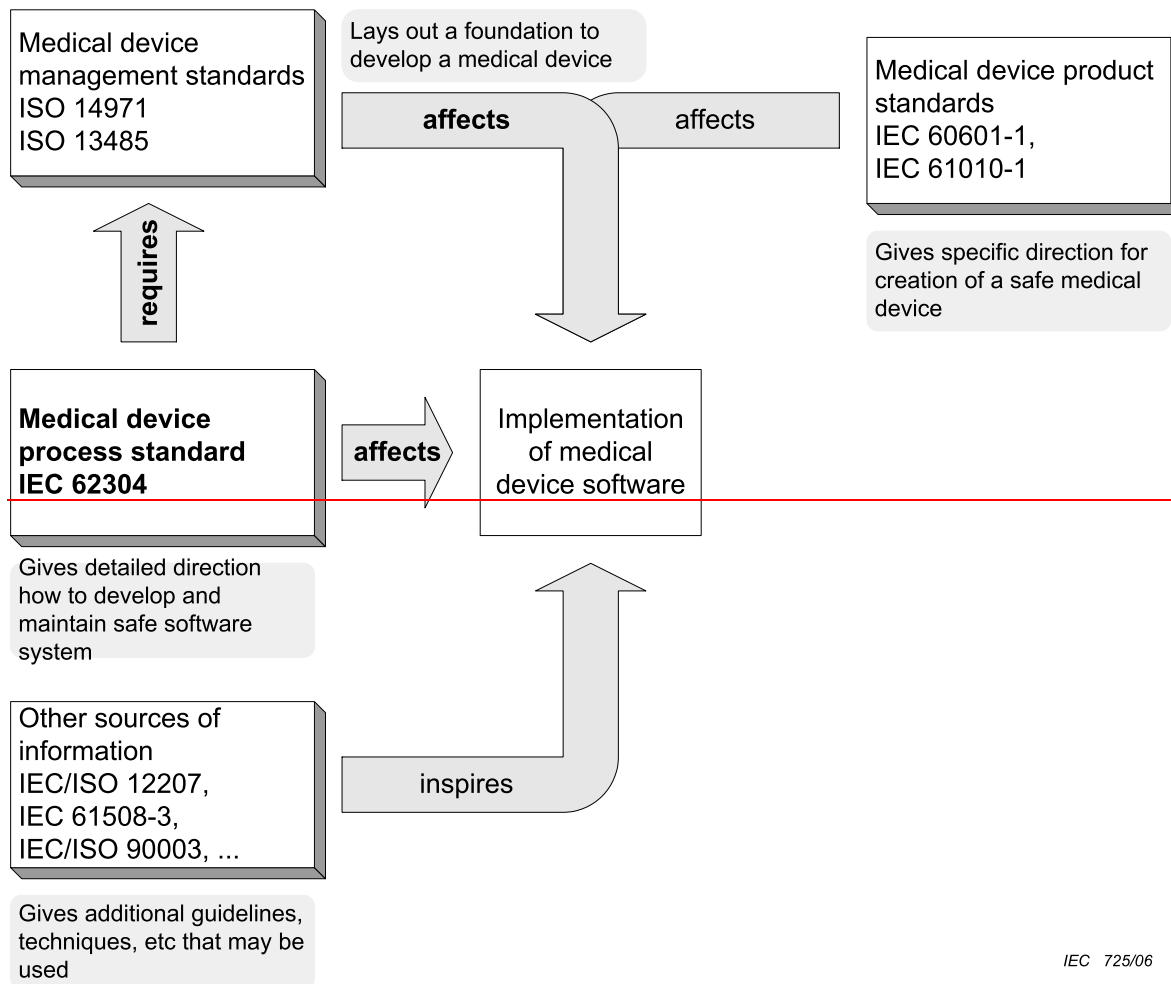 Medical device
management standards
ISO 14971
ISO 13485
Lays out a foundation to
develop a medical device
affects
affects
Medical device product
standards
IEC 60601-1,
IEC 61010-1
Gives specific direction for
creation of a safe medical
device
requires
Medical device
process standard
IEC 62304
affects
Implementation
of medical
device software
Gives detailed direction
how to develop and
maintain safe software
system
Other sources of
information
IEC/ISO 12207,
IEC 61508-3,
IEC/ISO 90003, ...
inspires
Gives additional guidelines,
techniques, etc that may be
used
IEC 725/06